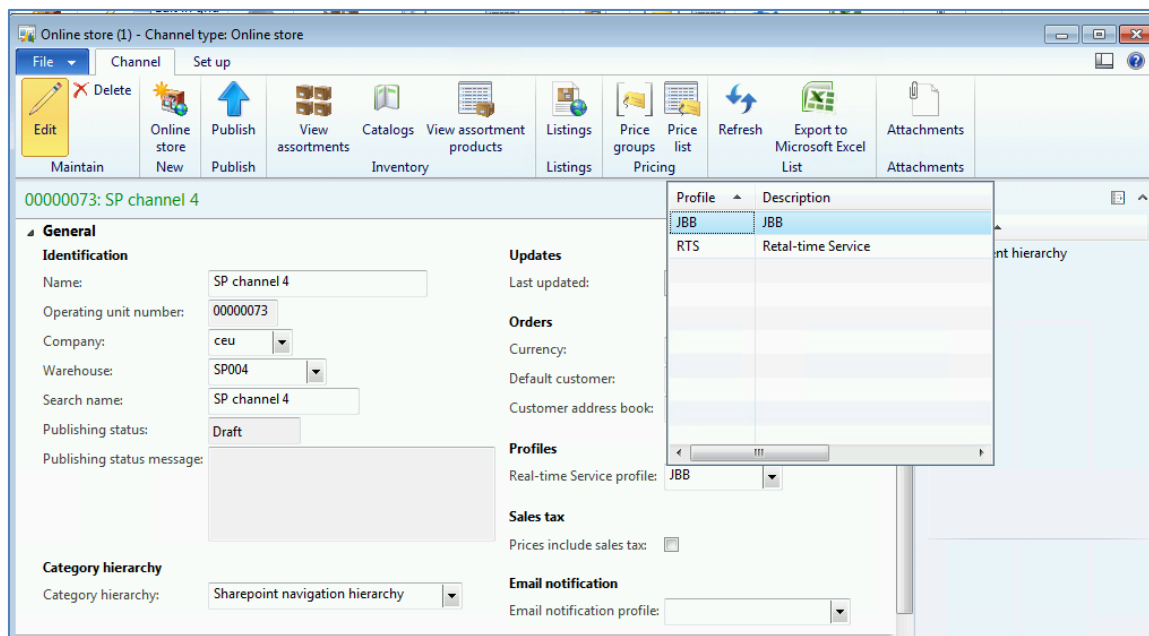 Online store (1) - Channel type: Online store
File Channel Set up
Edit Delete Online store Publish View assortments Catalogs View assortment products Listings Price groups Price list Refresh Export to Microsoft Excel Attachments
Maintain New Publish Inventory Listings Pricing List Attachments
00000073: SP channel 4
Profile Description
JBB JBB
RTS Retal-time Service
nt hierarchy
General
Identification
Name: SP channel 4
Operating unit number: 00000073
Company: ceu
Warehouse: SP004
Search name: SP channel 4
Publishing status: Draft
Publishing status message:
Category hierarchy
Category hierarchy: Sharepoint navigation hierarchy
Updates
Last updated:
Orders
Currency:
Default customer:
Customer address book:
Profiles
Real-time Service profile: JBB
Sales tax
Prices include sales tax:
Email notification
Email notification profile: